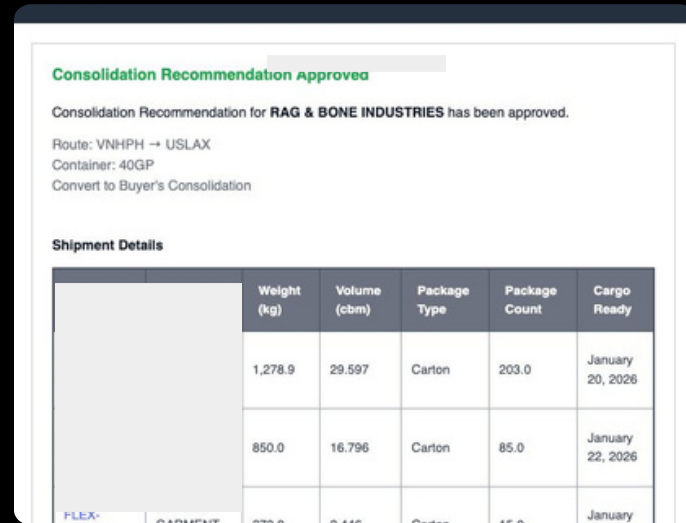 Consolidation Recommendation Approved
Consolidation Recommendation for RAG & BONE INDUSTRIES has been approved.
Route: VNHPH → USLAX
Container: 40GP
Convert to Buyer's Consolidation
Shipment Details
Weight (kg) Volume (cbm) Package Type Package Count Cargo Ready
1,278.9 29.597 Carton 203.0 January 20, 2026
850.0 16.796 Carton 85.0 January 22, 2026
FLEX- GARMENT Carton January